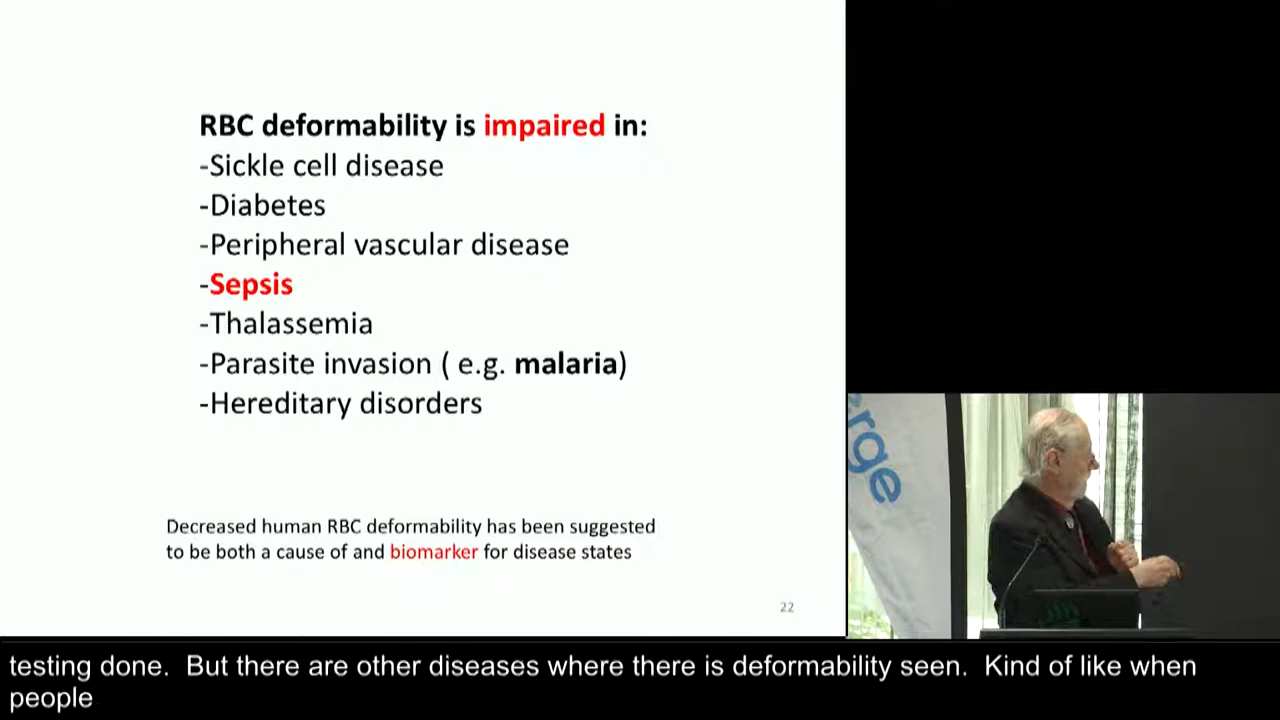 RBC deformability is impaired in:
-Sickle cell disease
-Diabetes
-Peripheral vascular disease
-Sepsis
-Thalassemia
-Parasite invasion ( e.g. malaria)
-Hereditary disorders
Decreased human RBC deformability has been suggested
to be both a cause of and biomarker for disease states
22
erge
testing done.  But there are other diseases where there is deformability seen.  Kind of like when
people